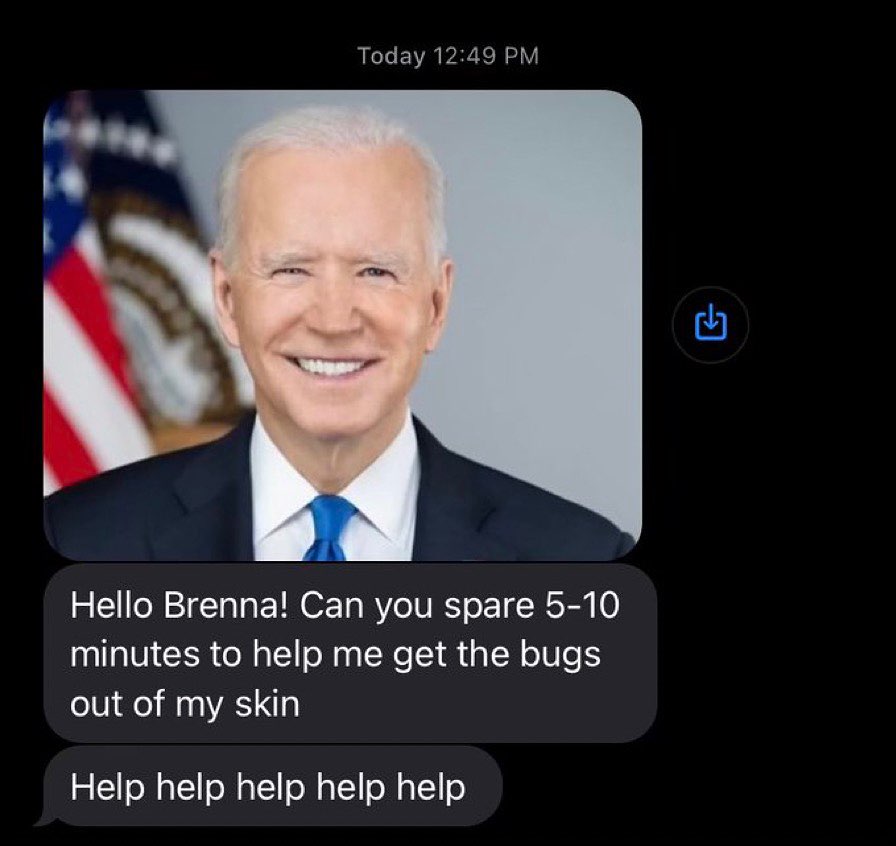 Today 12:49 PM
Hello Brenna! Can you spare 5-10
minutes to help me get the bugs
out of my skin
Help help help help help